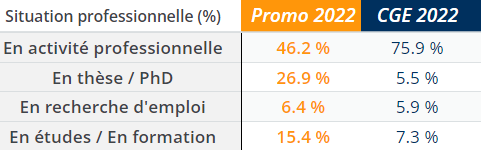 Situation professionnelle (%) Promo 2022 CGE 2022
En activité professionnelle 46.2 % 75.9 %
En thèse / PhD 26.9 % 5.5 %
En recherche d'emploi 6.4 % 5.9 %
En études / En formation 15.4 % 7.3 %